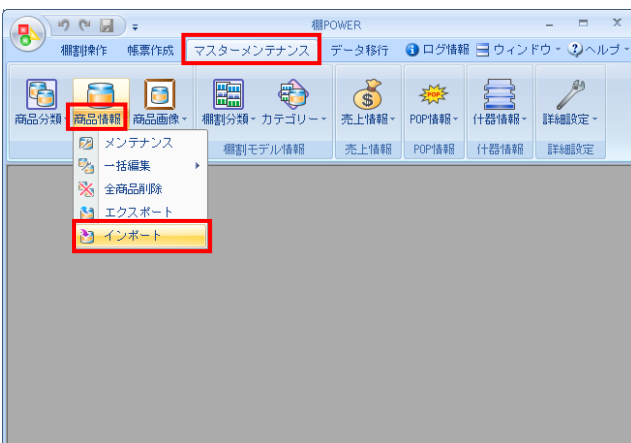 棚POWER
棚割操作 帳票作成 マスターメンテナンス データ移行 ログ情報 ウィンドウ ヘルプ
商品分類 商品情報 商品画像 棚割分類 カテゴリー 売上情報 POP情報 什器情報 詳細設定
棚割モデル情報 売上情報 POP情報 什器情報 詳細設定
メンテナンス
一括編集
全商品削除
エクスポート
インポート